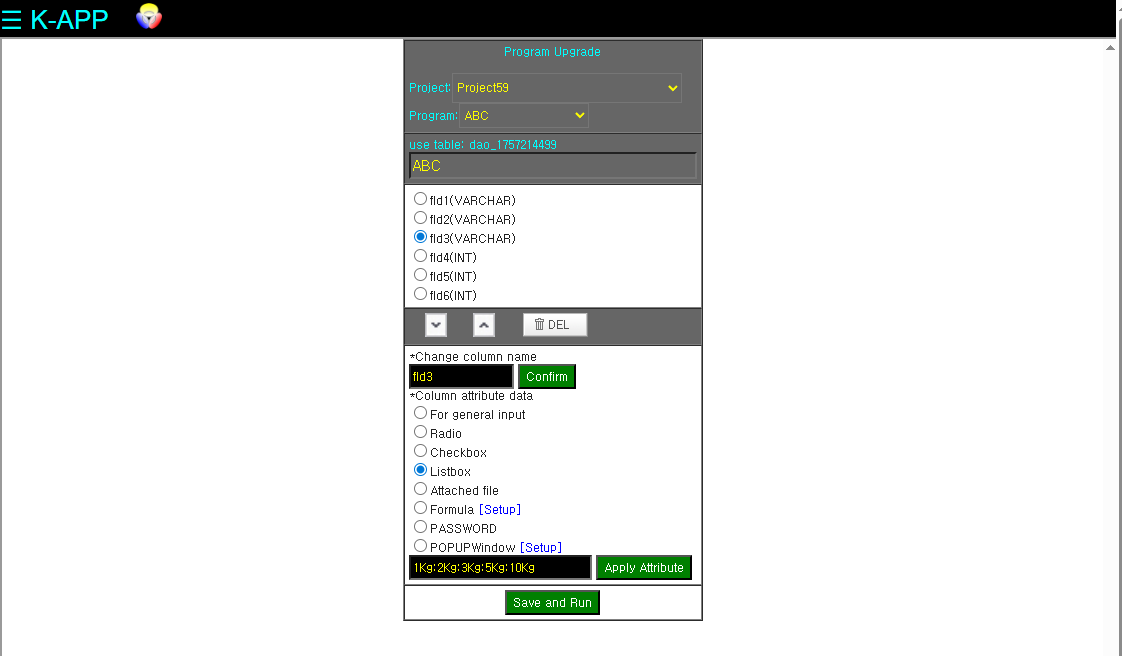 ☰ K-APP
Program Upgrade
Project: Project59
Program: ABC
use table: dao_1757214499
ABC
fld1(VARCHAR)
fld2(VARCHAR)
fld3(VARCHAR)
fld4(INT)
fld5(INT)
fld6(INT)
DEL
*Change column name
fld3 Confirm
*Column attribute data
For general input
Radio
Checkbox
Listbox
Attached file
Formula [Setup]
PASSWORD
POPUPWindow [Setup]
1Kg:2Kg:3Kg:5Kg:10Kg Apply Attribute
Save and Run